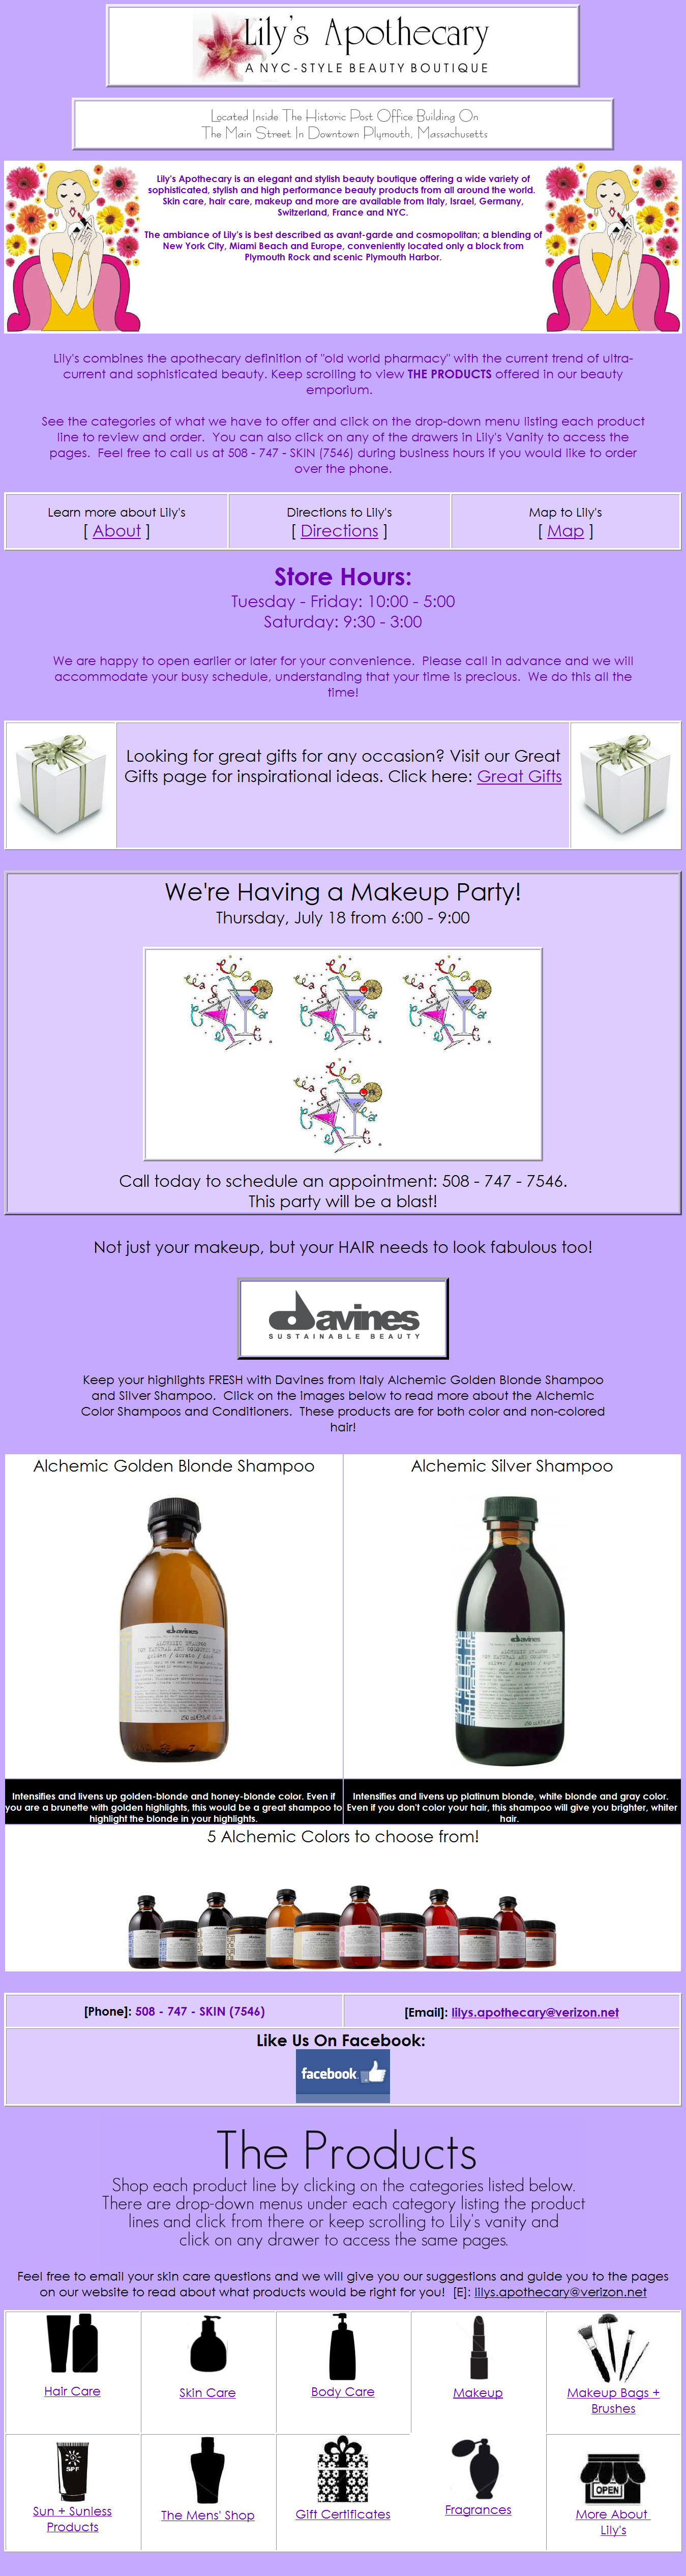 Lily's Apothecary
A NYC-STYLE BEAUTY BOUTIQUE
Located Inside The Historic Post Office Building On
The Main Street In Downtown Plymouth, Massachusetts
Lily's Apothecary is an elegant and stylish beauty boutique offering a wide variety of
sophisticated, stylish and high performance beauty products from all around the world.
Skin care, hair care, makeup and more are available from Italy, Israel, Germany,
Switzerland, France and NYC.
The ambiance of Lily's is best described as avant-garde and cosmopolitan; a blending of
New York City, Miami Beach and Europe, conveniently located only a block from
Plymouth Rock and scenic Plymouth Harbor.
Lily's combines the apothecary definition of "old world pharmacy" with the current trend of ultra-
current and sophisticated beauty. Keep scrolling to view THE PRODUCTS offered in our beauty
emporium.
See the categories of what we have to offer and click on the drop-down menu listing each product
line to review and order. You can also click on any of the drawers in Lily's Vanity to access the
pages. Feel free to call us at 508 - 747 - SKIN (7546) during business hours if you would like to order
over the phone.
Learn more about Lily's
[ About ]
Directions to Lily's
[ Directions ]
Map to Lily's
[ Map ]
Store Hours:
Tuesday - Friday: 10:00 - 5:00
Saturday: 9:30 - 3:00
We are happy to open earlier or later for your convenience. Please call in advance and we will
accommodate your busy schedule, understanding that your time is precious. We do this all the
time!
Looking for great gifts for any occasion? Visit our Great
Gifts page for inspirational ideas. Click here: Great Gifts
We're Having a Makeup Party!
Thursday, July 18 from 6:00 - 9:00
Call today to schedule an appointment: 508 - 747 - 7546.
This party will be a blast!
Not just your makeup, but your HAIR needs to look fabulous too!
davines
SUSTAINABLE BEAUTY
Keep your highlights FRESH with Davines from Italy Alchemic Golden Blonde Shampoo
and Silver Shampoo. Click on the images below to read more about the Alchemic
Color Shampoos and Conditioners. These products are for both color and non-colored
hair!
Alchemic Golden Blonde Shampoo
Alchemic Silver Shampoo
davines
ALCHEMIC SHAMPOO
FOR NATURAL AND COLOURED HAIR
golden / dorato / doré
250 ml
davines
ALCHEMIC SHAMPOO
FOR NATURAL AND COLOURED HAIR
silver / argento / argent
Intensifies and livens up golden-blonde and honey-blonde color. Even if
you are a brunette with golden highlights, this would be a great shampoo to
highlight the blonde in your highlights.
Intensifies and livens up platinum blonde, white blonde and gray color.
Even if you don't color your hair, this shampoo will give you brighter, whiter
hair.
5 Alchemic Colors to choose from!
[Phone]: 508 - 747 - SKIN (7546)
[Email]: lilys.apothecary@verizon.net
Like Us On Facebook:
facebook
The Products
Shop each product line by clicking on the categories listed below.
There are drop-down menus under each category listing the product
lines and click from there or keep scrolling to Lily's vanity and
click on any drawer to access the same pages.
Feel free to email your skin care questions and we will give you our suggestions and guide you to the pages
on our website to read about what products would be right for you! [E]: lilys.apothecary@verizon.net
Hair Care
Skin Care
Body Care
Makeup
Makeup Bags +
Brushes
SPF
Sun + Sunless
Products
The Mens' Shop
Gift Certificates
Fragrances
OPEN
More About
Lily's